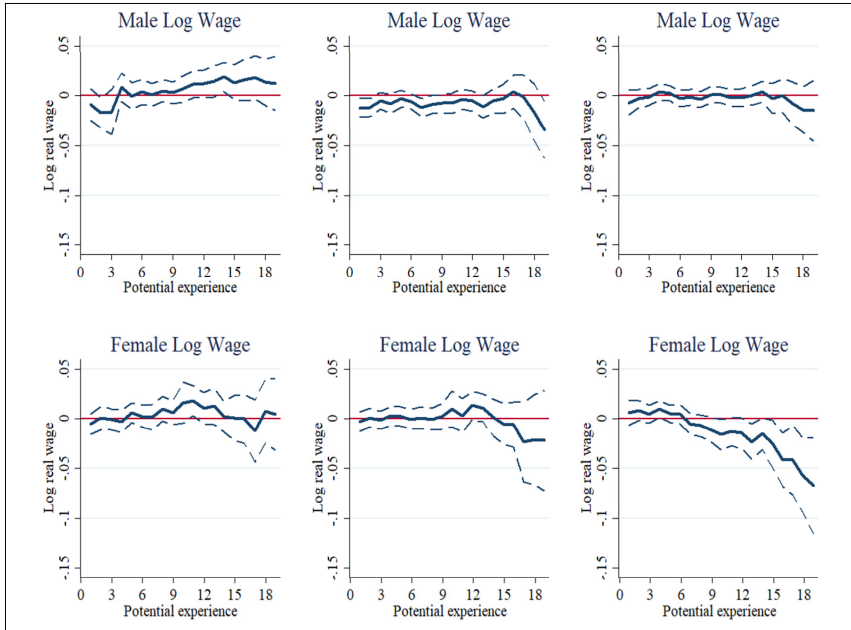 Male Log Wage
Log real wage
.05
0
-.05
-.1
-.15
0 3 6 9 12 15 18
Potential experience
Male Log Wage
Log real wage
.05
0
-.05
-.1
-.15
0 3 6 9 12 15 18
Potential experience
Male Log Wage
Log real wage
.05
0
-.05
-.1
-.15
0 3 6 9 12 15 18
Potential experience
Female Log Wage
Log real wage
.05
0
-.05
-.1
-.15
0 3 6 9 12 15 18
Potential experience
Female Log Wage
Log real wage
.05
0
-.05
-.1
-.15
0 3 6 9 12 15 18
Potential experience
Female Log Wage
Log real wage
.05
0
-.05
-.1
-.15
0 3 6 9 12 15 18
Potential experience